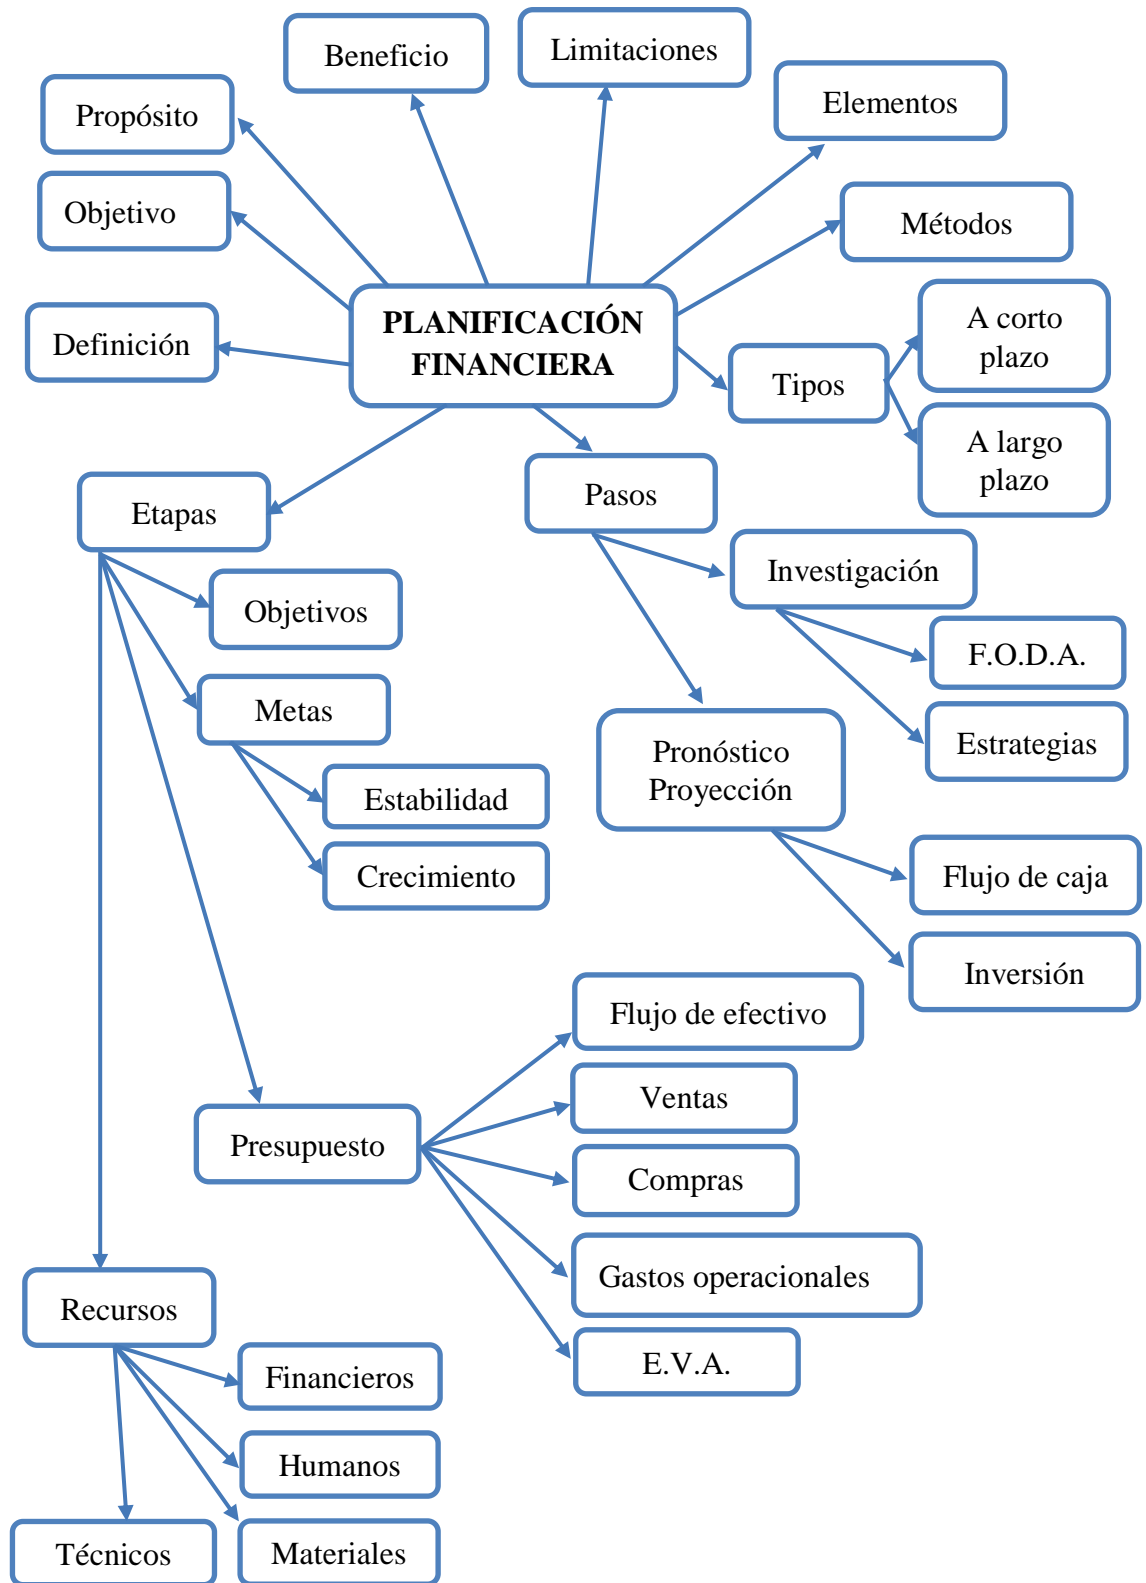 Beneficio
Limitaciones
Elementos
Propósito
Objetivo
Métodos
Definición
PLANIFICACIÓN
FINANCIERA
Tipos
A corto
plazo
A largo
plazo
Etapas
Pasos
Objetivos
Investigación
F.O.D.A.
Metas
Estrategias
Pronóstico
Proyección
Estabilidad
Crecimiento
Flujo de caja
Inversión
Flujo de efectivo
Ventas
Presupuesto
Compras
Gastos operacionales
E.V.A.
Recursos
Financieros
Humanos
Técnicos
Materiales